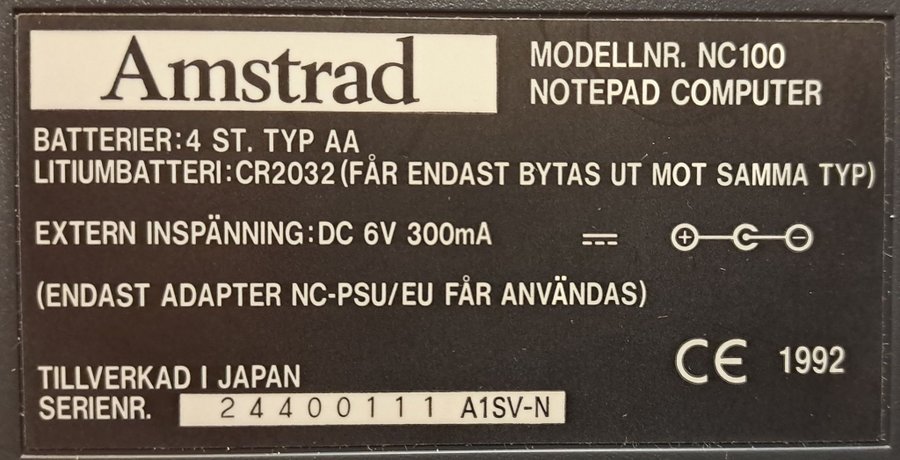 Amstrad
MODELLNR. NC100
NOTEPAD COMPUTER
BATTERIER:4 ST. TYP AA
LITIUMBATTERI:CR2032(FÅR ENDAST BYTAS UT MOT SAMMA TYP)
EXTERN INSPÄNNING:DC 6V 300mA
(ENDAST ADAPTER NC-PSU/EU FÅR ANVÄNDAS)
CE 1992
TILLVERKAD I JAPAN
SERIENR. 24400111 A1SV-N